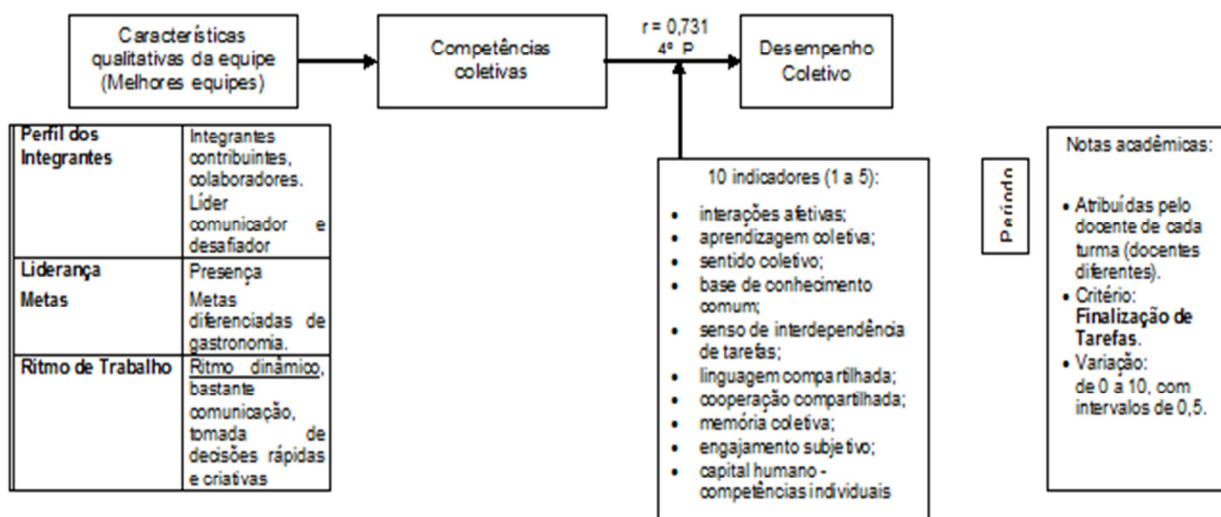 Características
qualitativas da equipe
(Melhores equipes)
Competências
coletivas
r = 0,731
4º P
Desempenho
Coletivo
Perfil dos
Integrantes
Integrantes
contribuintes,
colaboradores.
Líder
comunicador e
desafiador
Liderança
Presença
Metas
Metas
diferenciadas de
gastronomia.
Ritmo de Trabalho
Ritmo dinâmico,
bastante
comunicação,
tomada de
decisões rápidas
e criativas
10 indicadores (1 a 5):
• interações afetivas;
• aprendizagem coletiva;
• sentido coletivo;
• base de conhecimento
comum;
• senso de interdependência
de tarefas;
• linguagem compartilhada;
• cooperação compartilhada;
• memória coletiva;
• engajamento subjetivo;
• capital humano -
competências individuais
Período
Notas acadêmicas:
• Atribuídas pelo
docente de cada
turma (docentes
diferentes).
• Critério:
Finalização de
Tarefas.
• Variação:
de 0 a 10, com
intervalos de 0,5.